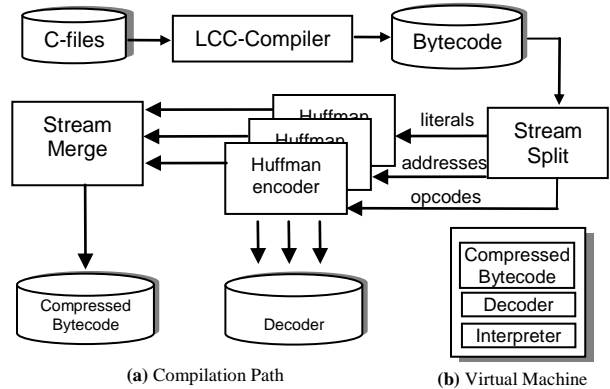 C-files
LCC-Compiler
Bytecode
Stream
Merge
Huffman
Huffman
Huffman
encoder
literals
addresses
opcodes
Stream
Split
Compressed
Bytecode
Decoder
Compressed
Bytecode
Decoder
Interpreter
(a) Compilation Path
(b) Virtual Machine